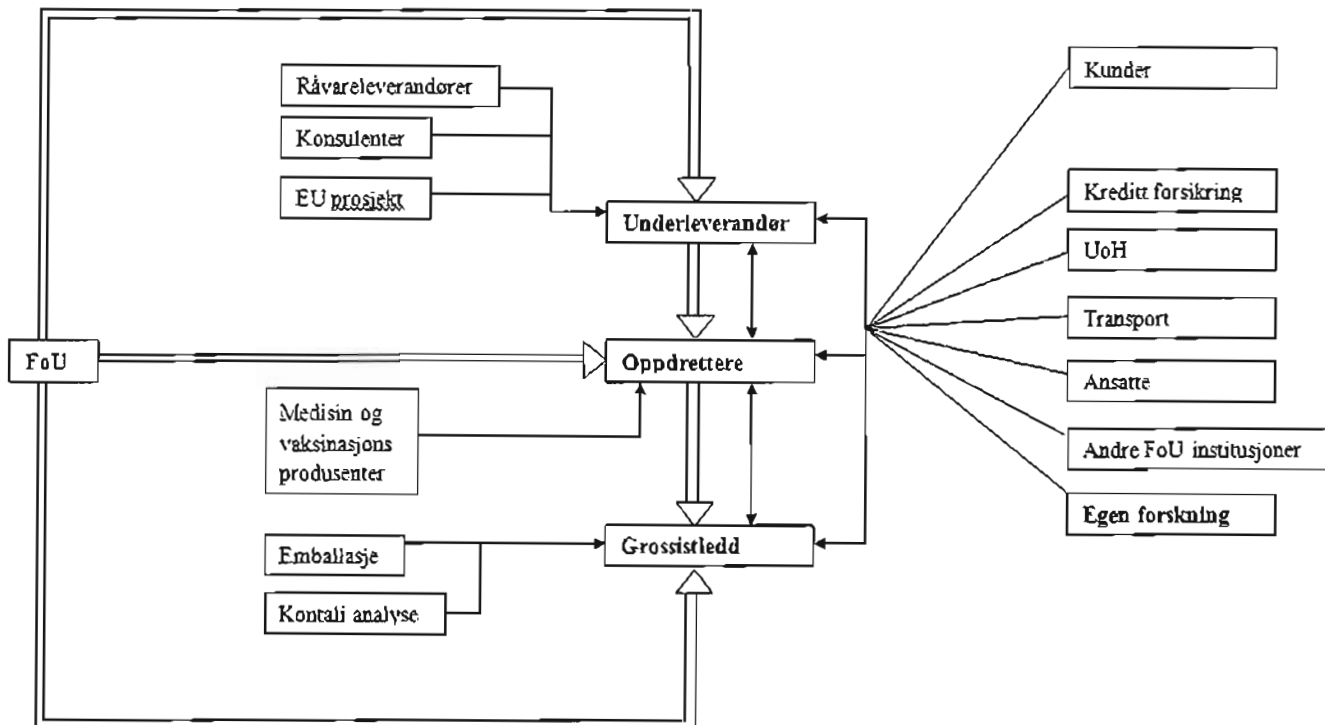 Råvareleverandører
Konsulenter
EU prosjekt
Underleverandør
FoU
Oppdrettere
Medisin og
vaksinasjons
produsenter
Emballasje
Kontali analyse
Grossistledd
Kunder
Kreditt forsikring
UoH
Transport
Ansatte
Andre FoU institusjoner
Egen forskning